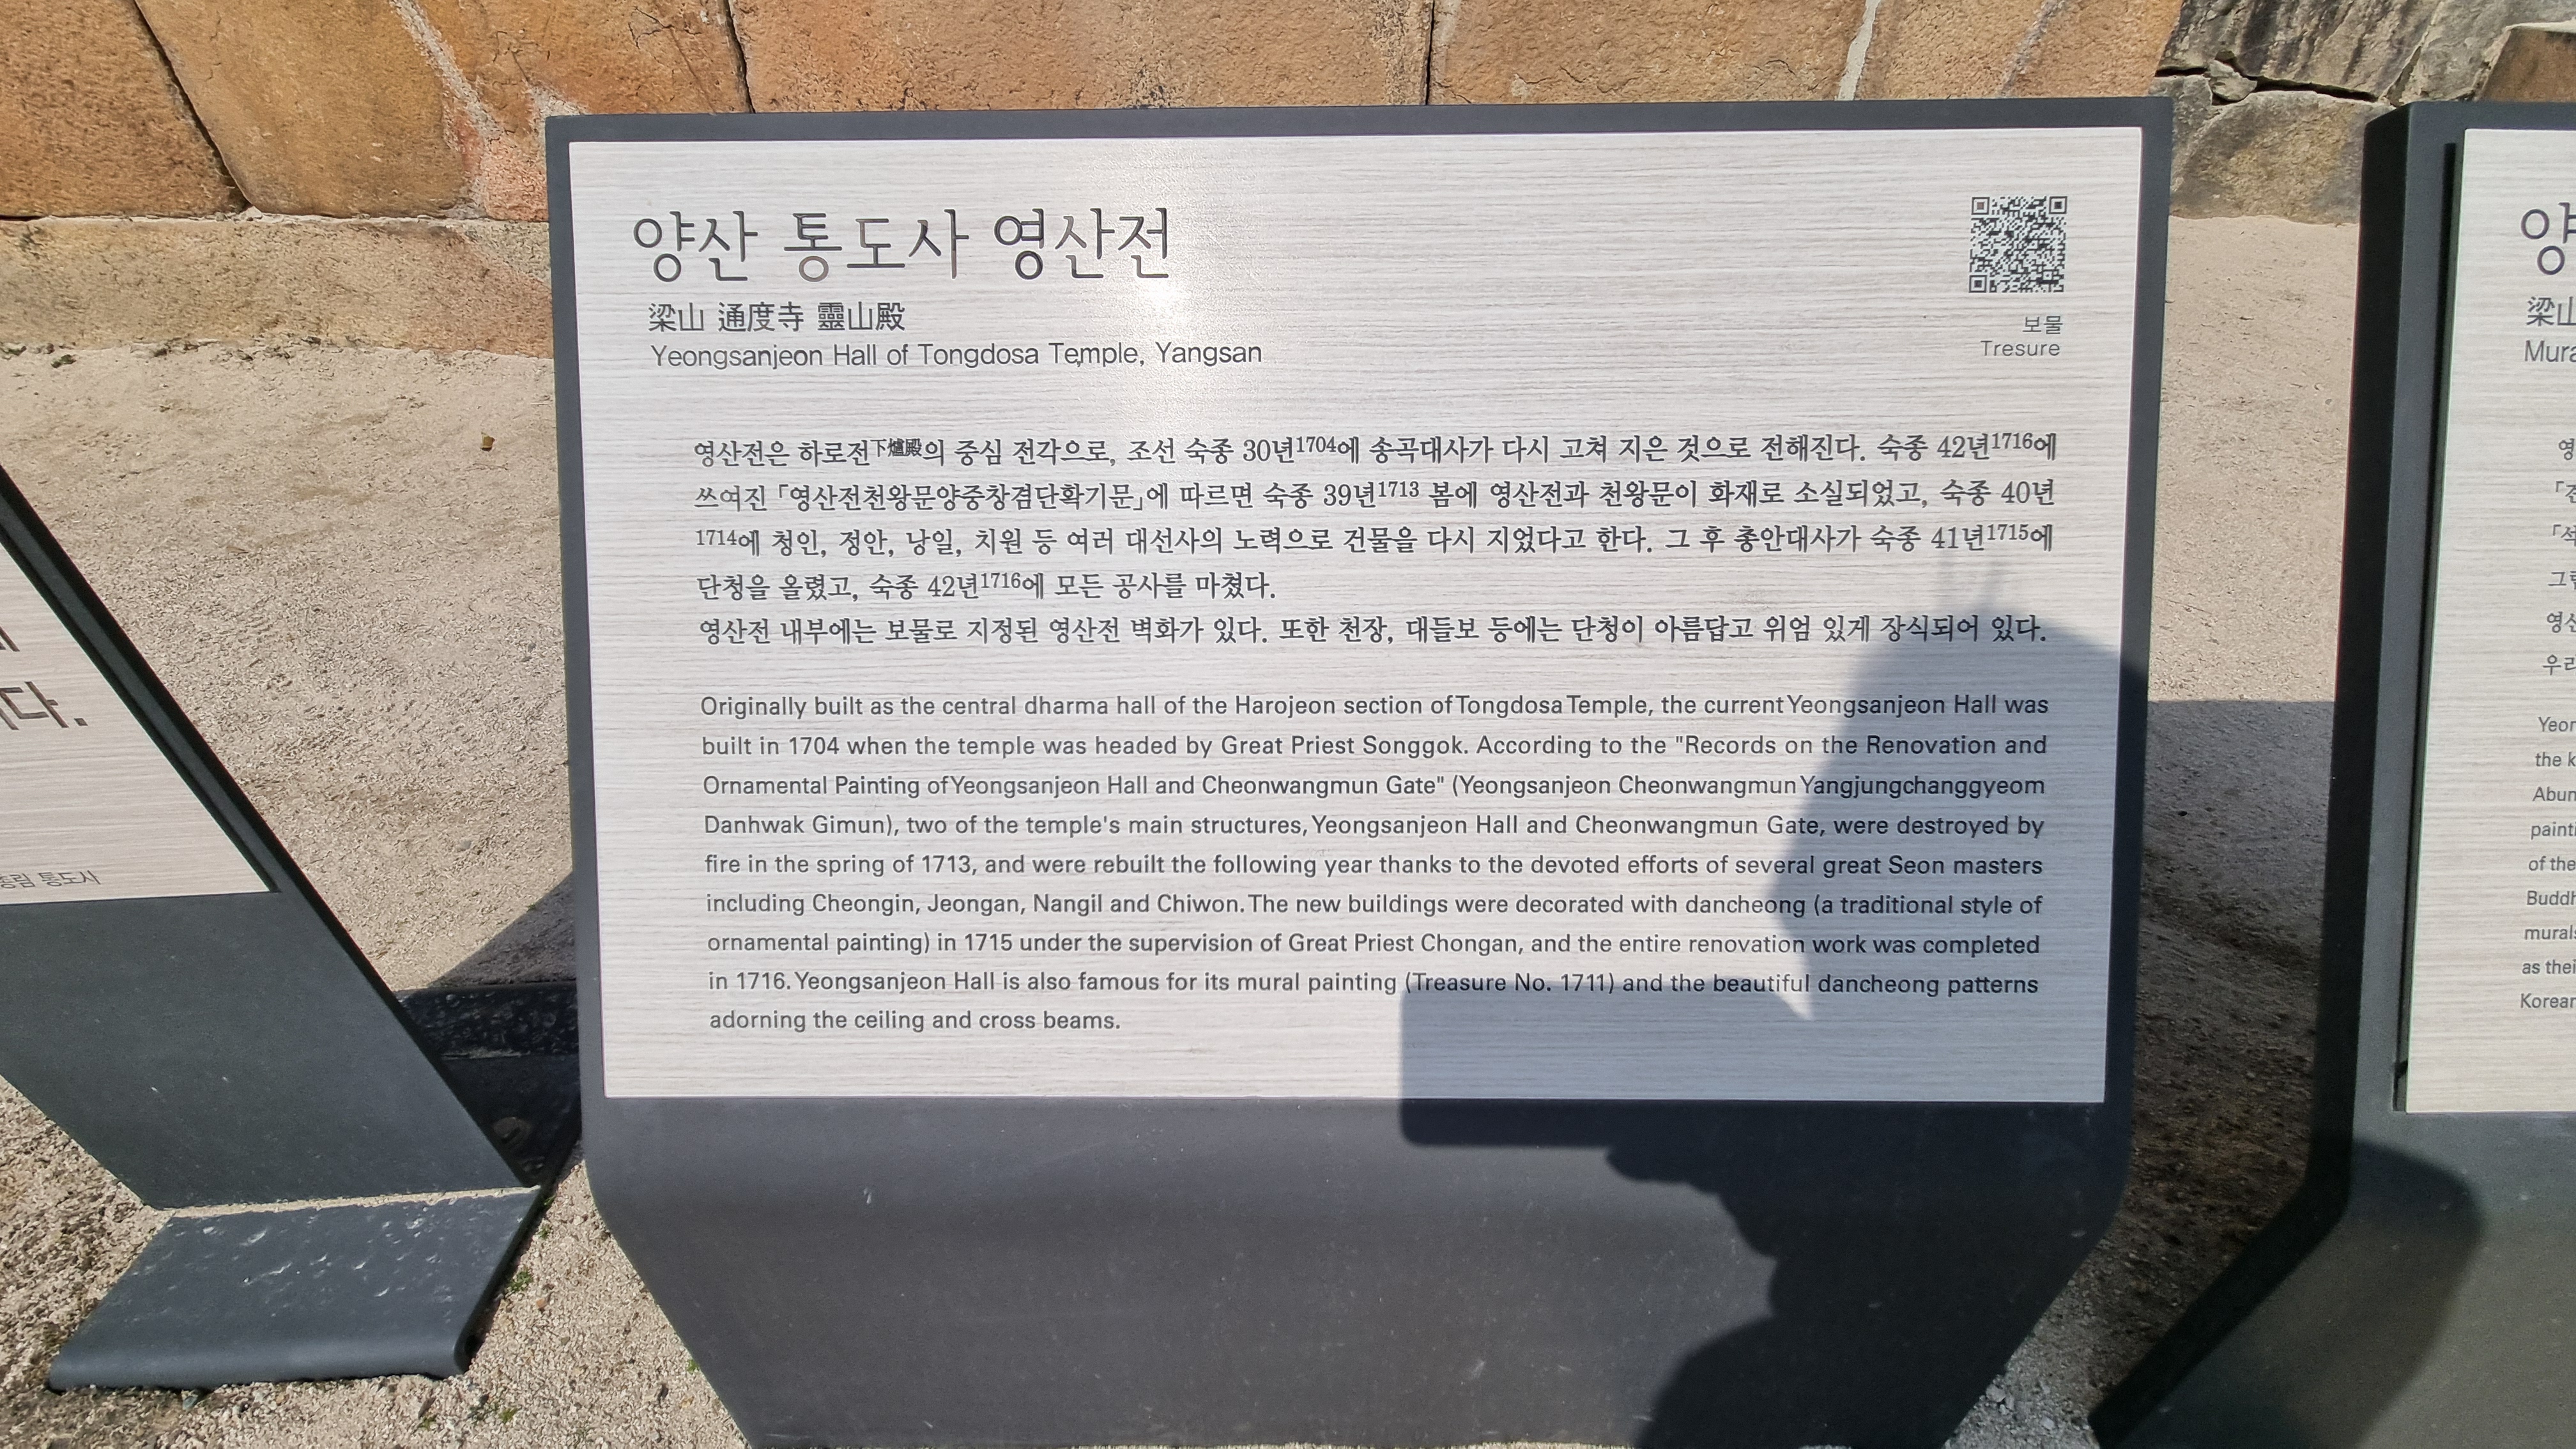 양산 통도사 영산전
梁山 通度寺 靈山殿
Yeongsanjeon Hall of Tongdosa Temple, Yangsan
보물
Tresure
영산전은 하로전下爐殿의 중심 전각으로, 조선 숙종 30년1704에 송곡대사가 다시 고쳐 지은 것으로 전해진다. 숙종 42년1716에
쓰여진 「영산전천왕문양중창겸단확기문」에 따르면 숙종 39년1713 봄에 영산전과 천왕문이 화재로 소실되었고, 숙종 40년
1714에 청인, 정안, 낭일, 치원 등 여러 대선사의 노력으로 건물을 다시 지었다고 한다. 그 후 총안대사가 숙종 41년1715에
단청을 올렸고, 숙종 42년1716에 모든 공사를 마쳤다.
영산전 내부에는 보물로 지정된 영산전 벽화가 있다. 또한 천장, 대들보 등에는 단청이 아름답고 위엄 있게 장식되어 있다.
Originally built as the central dharma hall of the Harojeon section of Tongdosa Temple, the current Yeongsanjeon Hall was
built in 1704 when the temple was headed by Great Priest Songgok. According to the "Records on the Renovation and
Ornamental Painting of Yeongsanjeon Hall and Cheonwangmun Gate" (Yeongsanjeon Cheonwangmun Yangjungchanggyeom
Danhwak Gimun), two of the temple's main structures, Yeongsanjeon Hall and Cheonwangmun Gate, were destroyed by
fire in the spring of 1713, and were rebuilt the following year thanks to the devoted efforts of several great Seon masters
including Cheongin, Jeongan, Nangil and Chiwon. The new buildings were decorated with dancheong (a traditional style of
ornamental painting) in 1715 under the supervision of Great Priest Chongan, and the entire renovation work was completed
in 1716. Yeongsanjeon Hall is also famous for its mural painting (Treasure No. 1711) and the beautiful dancheong patterns
adorning the ceiling and cross beams.
통도사
of the
as thei